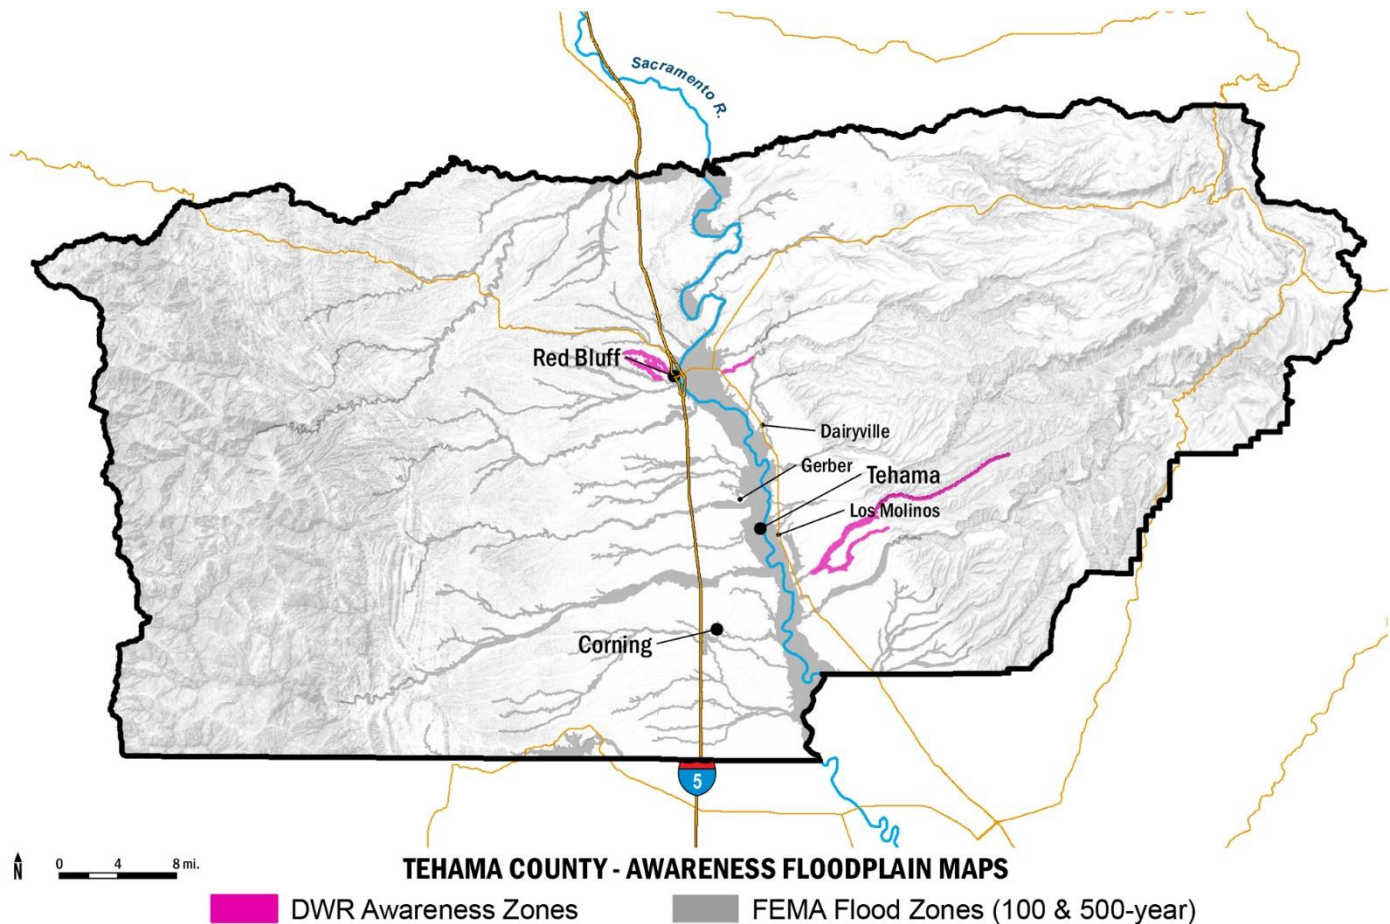 Sacramento R.
Red Bluff
Dairyville
Gerber
Tehama
Los Molinos
Corning
5
N
0 4 8 mi.
TEHAMA COUNTY - AWARENESS FLOODPLAIN MAPS
DWR Awareness Zones
FEMA Flood Zones (100 & 500-year)